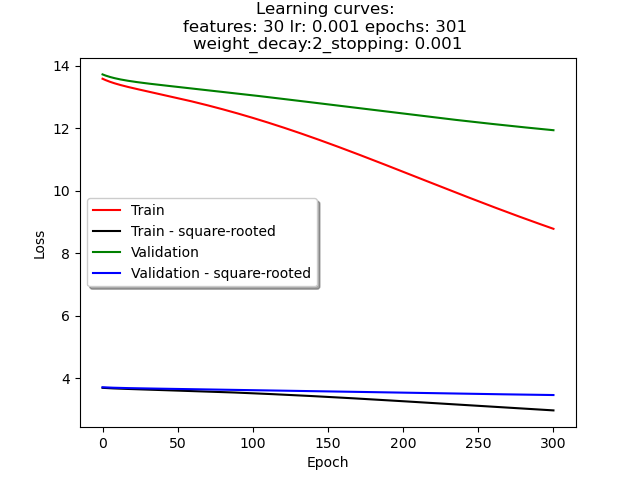 Learning curves:
features: 30 lr: 0.001 epochs: 301
weight_decay:2_stopping: 0.001
14
12
10
8
6
4
Loss
Train
Train - square-rooted
Validation
Validation - square-rooted
0 50 100 150 200 250 300
Epoch